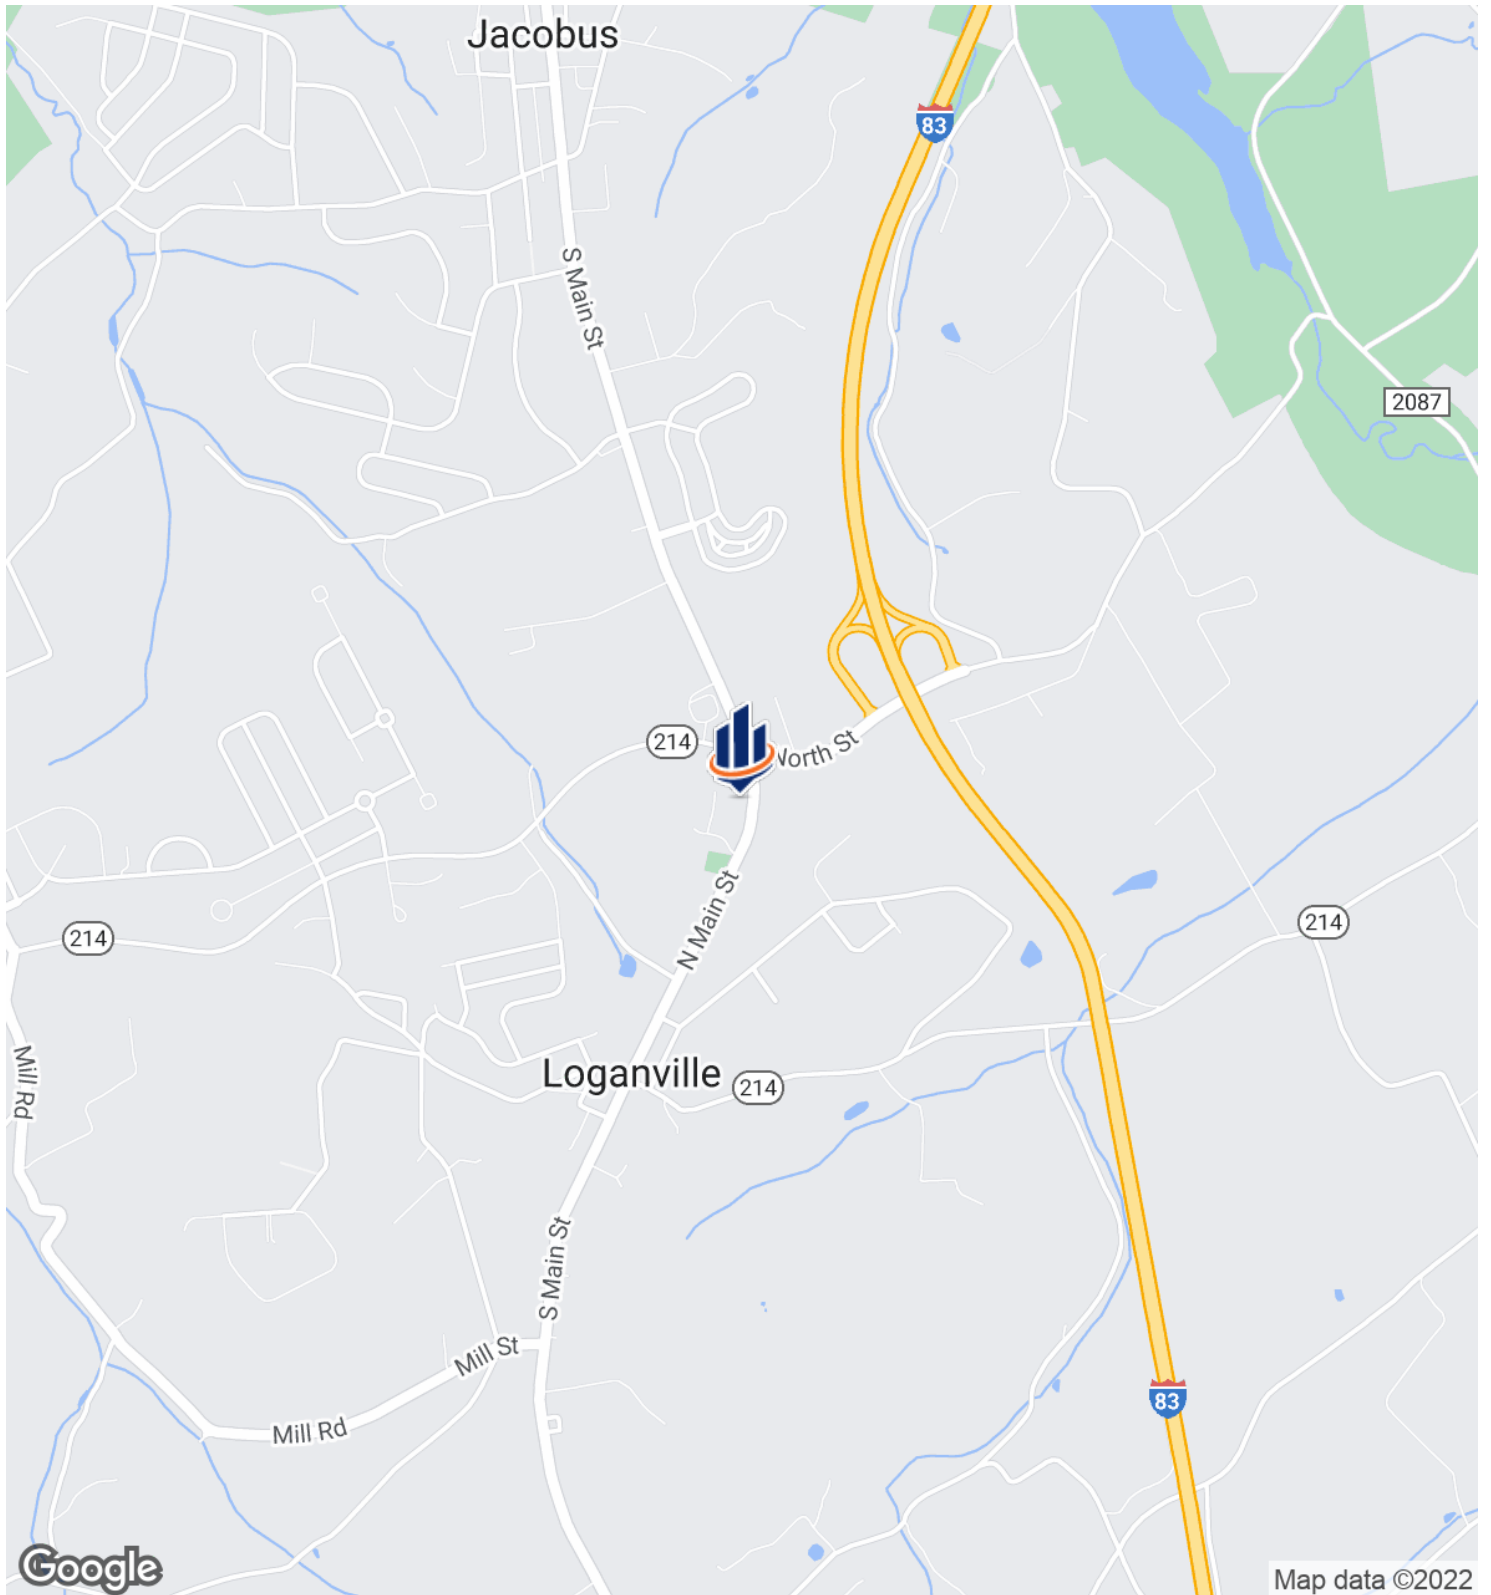 Jacobus
83
S Main St
2087
214
North St
N Main St
214
214
Mill Rd
Loganville
214
S Main St
Mill St
83
Mill Rd
Google
Map data ©2022